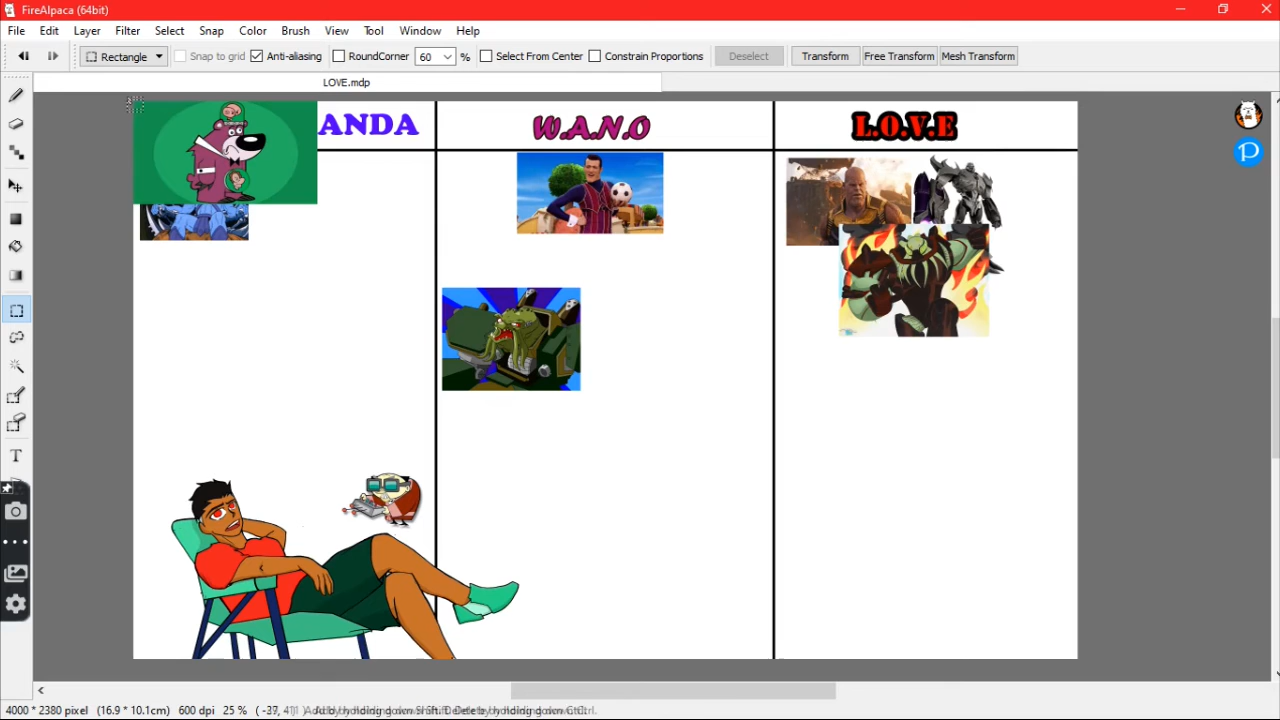 FireAlpaca (64bit)
File Edit Layer Filter Select Snap Color Brush Tool Window Help
Rectangle Snap to grid Anti-aliasing RoundCorner 60 % Select From Center Constrain Proportions Deselect Transform Free Transform Mesh Transform
LOVE.mdp
ANDA W.A.N.O L.O.V.E
T
4000 * 2380 pixel (16.9 * 10.1cm) 600 dpi 25 %